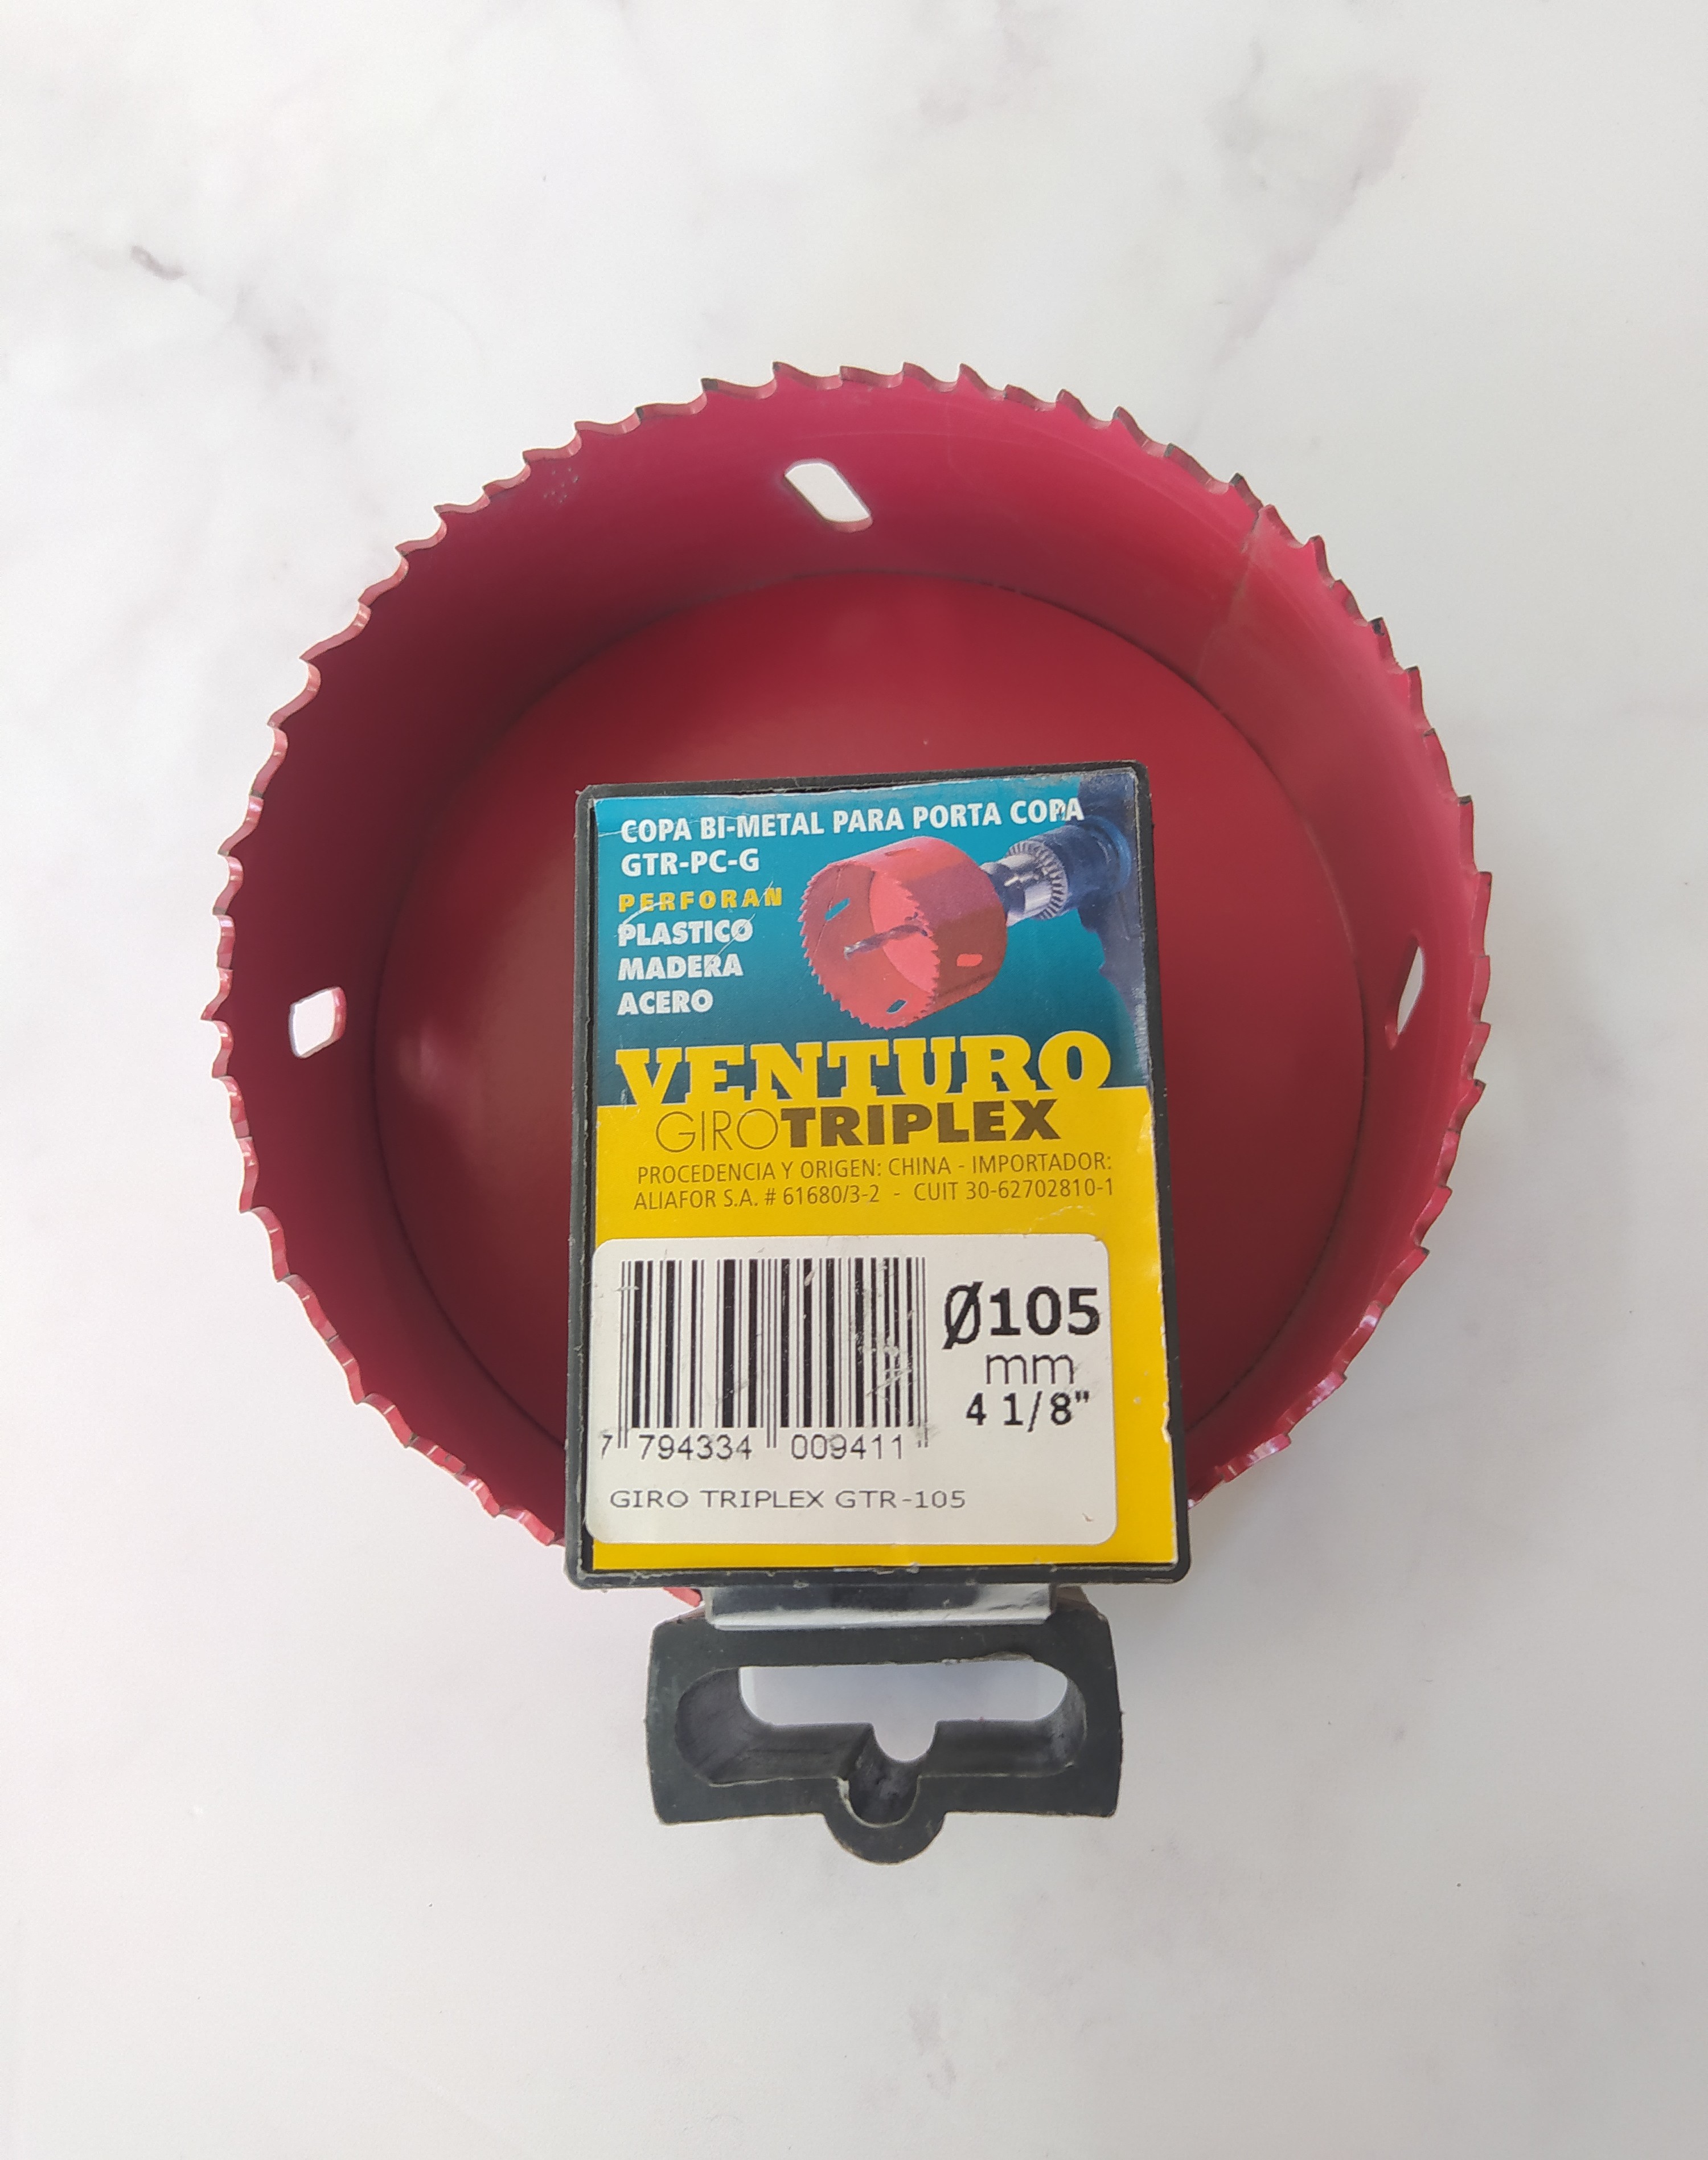 COPA BI-METAL PARA PORTA COPA
GTR-PC-G
PERFORAN
PLASTICO
MADERA
ACERO
VENTURO
GIROTRIPLEX
PROCEDENCIA Y ORIGEN: CHINA - IMPORTADOR:
ALIAFOR S.A. # 61680/3-2 - CUIT 30-62702810-1
Ø105
mm
4 1/8"
7 794334 009411
GIRO TRIPLEX GTR-105